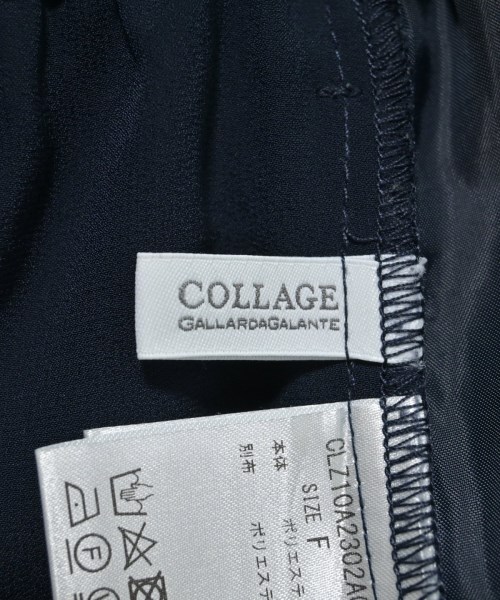 COLLAGE
GALLARDAGALANTE
CLZ10A2302A0
SIZE F
本体 ポリエステ
別布 ポリエステ
F